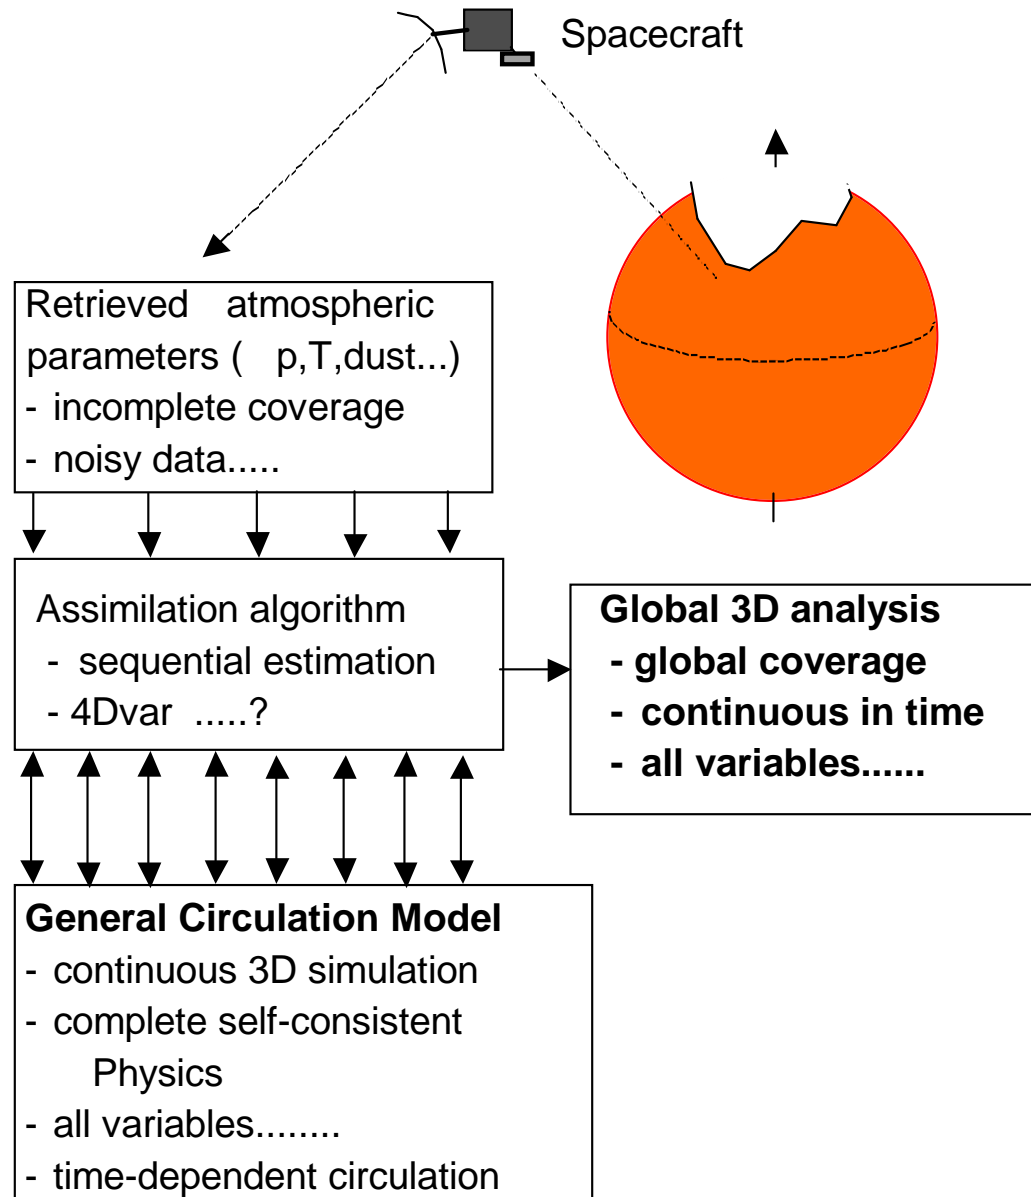 Spacecraft
Retrieved atmospheric
parameters ( p,T,dust...)
- incomplete coverage
- noisy data.....
Assimilation algorithm
- sequential estimation
- 4Dvar .....?
Global 3D analysis
- global coverage
- continuous in time
- all variables......
General Circulation Model
- continuous 3D simulation
- complete self-consistent
Physics
- all variables........
- time-dependent circulation